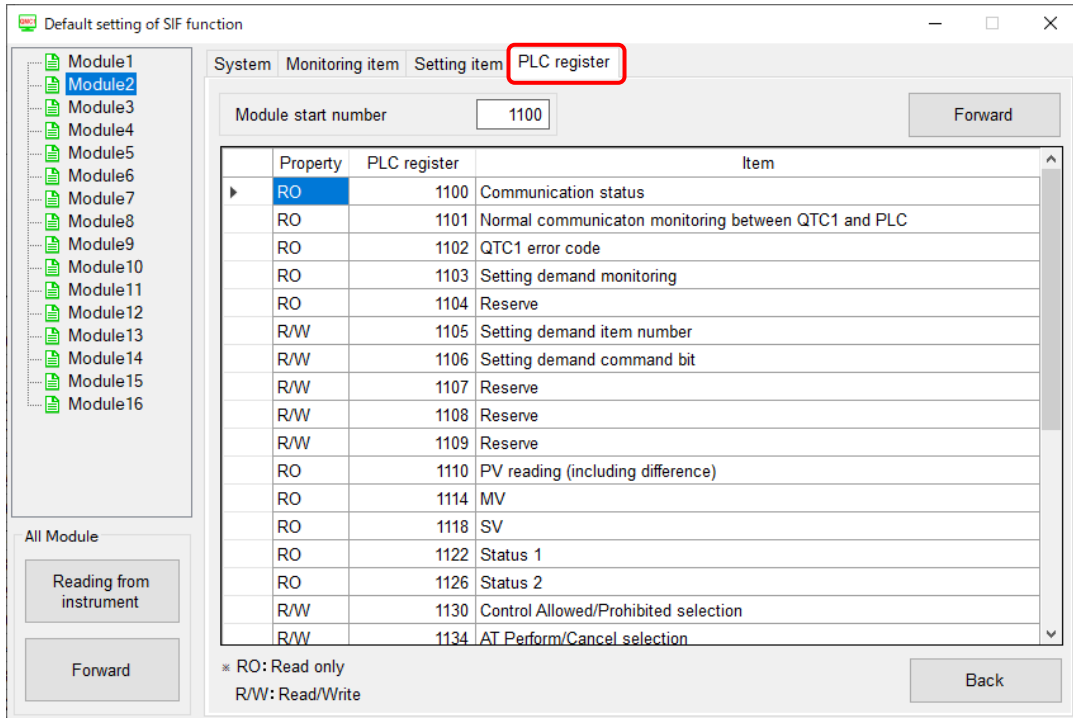 QMC1 Default setting of SIF function
Module1
Module2
Module3
Module4
Module5
Module6
Module7
Module8
Module9
Module10
Module11
Module12
Module13
Module14
Module15
Module16
All Module
Reading from
instrument
Forward
System Monitoring item Setting item PLC register
Module start number 1100 Forward
Property PLC register Item
RO 1100 Communication status
RO 1101 Normal communicaton monitoring between QTC1 and PLC
RO 1102 QTC1 error code
RO 1103 Setting demand monitoring
RO 1104 Reserve
R/W 1105 Setting demand item number
R/W 1106 Setting demand command bit
R/W 1107 Reserve
R/W 1108 Reserve
R/W 1109 Reserve
RO 1110 PV reading (including difference)
RO 1114 MV
RO 1118 SV
RO 1122 Status 1
RO 1126 Status 2
R/W 1130 Control Allowed/Prohibited selection
R/W 1134 AT Perform/Cancel selection
※ RO: Read only
R/W: Read/Write
Back